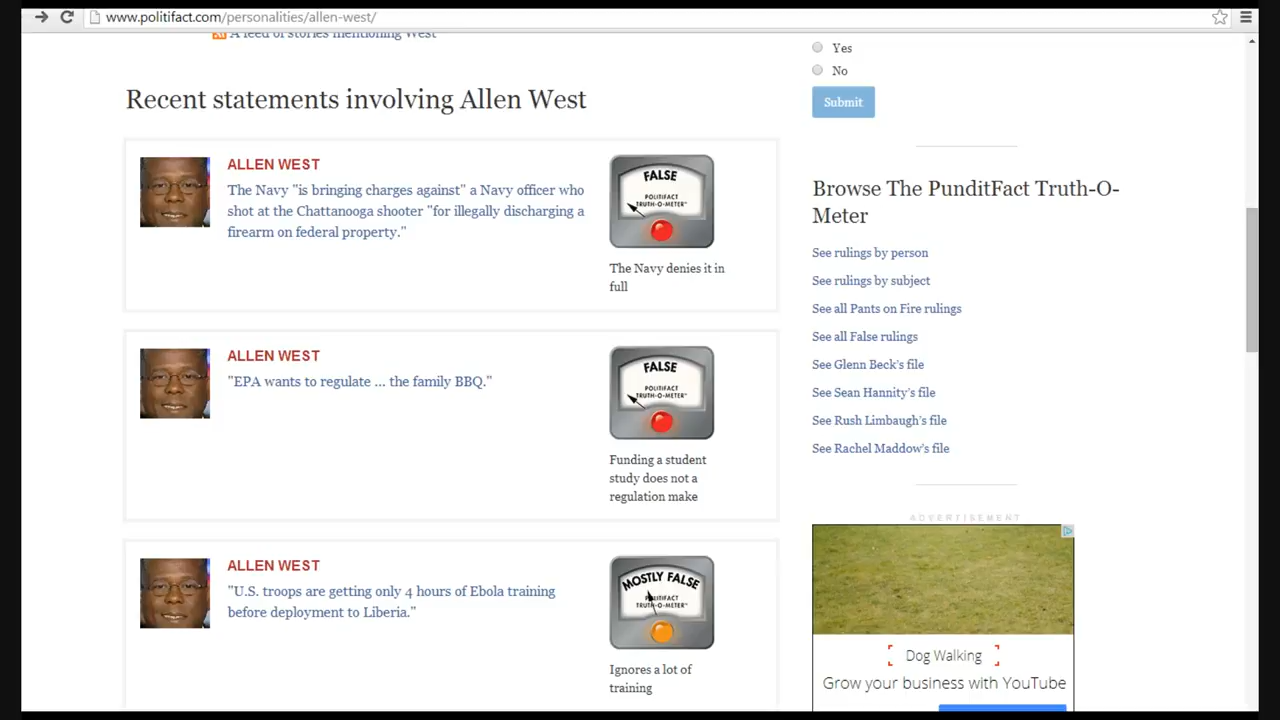 www.politifact.com/personalities/allen-west/
A feed of stories mentioning West
Recent statements involving Allen West
ALLEN WEST
The Navy "is bringing charges against" a Navy officer who
shot at the Chattanooga shooter "for illegally discharging a
firearm on federal property."
FALSE
POLITIFACT
TRUTH-O-METER™
The Navy denies it in
full
ALLEN WEST
"EPA wants to regulate ... the family BBQ."
FALSE
POLITIFACT
TRUTH-O-METER™
Funding a student
study does not a
regulation make
ALLEN WEST
"U.S. troops are getting only 4 hours of Ebola training
before deployment to Liberia."
MOSTLY FALSE
POLITIFACT
TRUTH-O-METER™
Ignores a lot of
training
Yes
No
Submit
Browse The PunditFact Truth-O-
Meter
See rulings by person
See rulings by subject
See all Pants on Fire rulings
See all False rulings
See Glenn Beck's file
See Sean Hannity's file
See Rush Limbaugh's file
See Rachel Maddow's file
ADVERTISEMENT
Dog Walking
Grow your business with YouTube